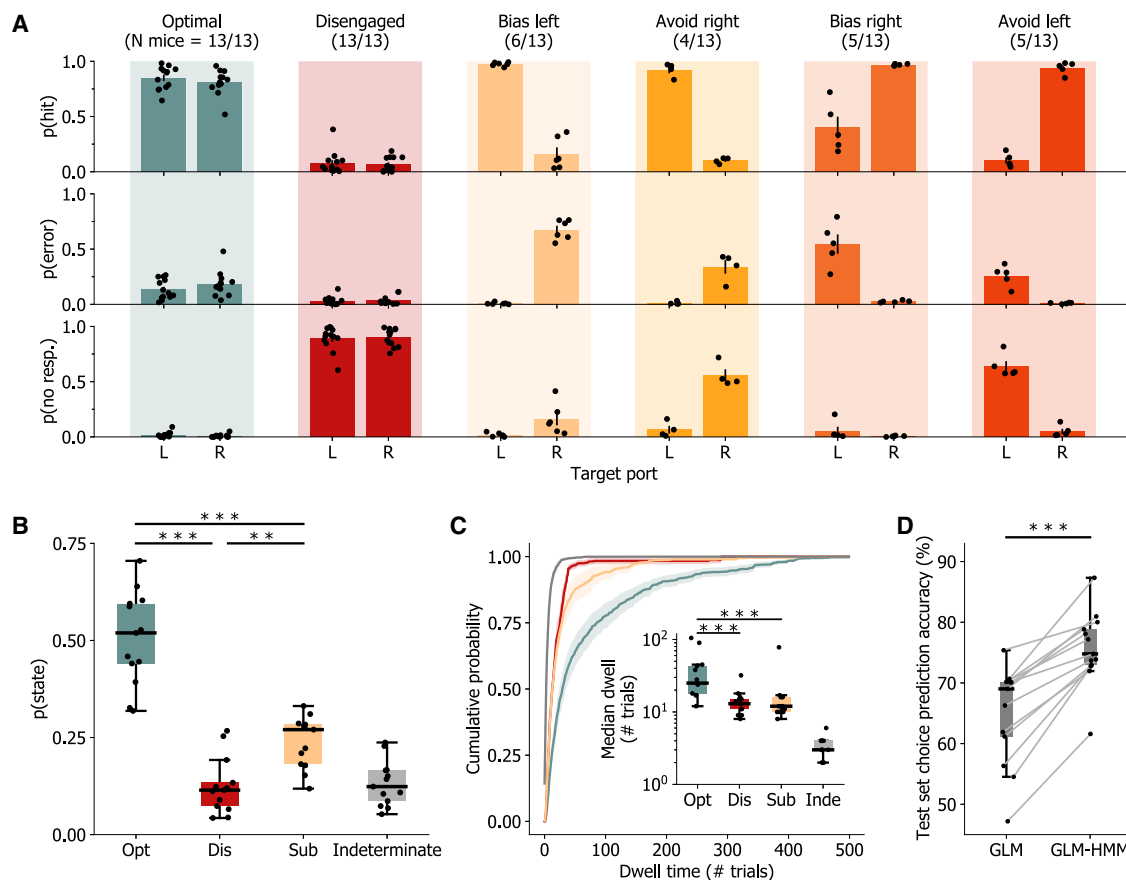 A
Optimal
(N mice = 13/13)
Disengaged
(13/13)
Bias left
(6/13)
Avoid right
(4/13)
Bias right
(5/13)
Avoid left
(5/13)
p(hit)
1.0
0.5
0.0
p(error)
1.0
0.5
0.0
p(no resp.)
1.0
0.5
0.0
L R L R L R L R L R L R
Target port
B
p(state)
0.75
0.50
0.25
0.00
*** 
*** **
Opt Dis Sub Indeterminate
C
Cumulative probability
1.00
0.75
0.50
0.25
0.00
0 100 200 300 400 500
Dwell time (# trials)
Median dwell
(# trials)
10²
10¹
10⁰
***
***
Opt Dis Sub Inde
D
Test set choice prediction accuracy (%)
90
80
70
60
50
***
GLM GLM-HMM